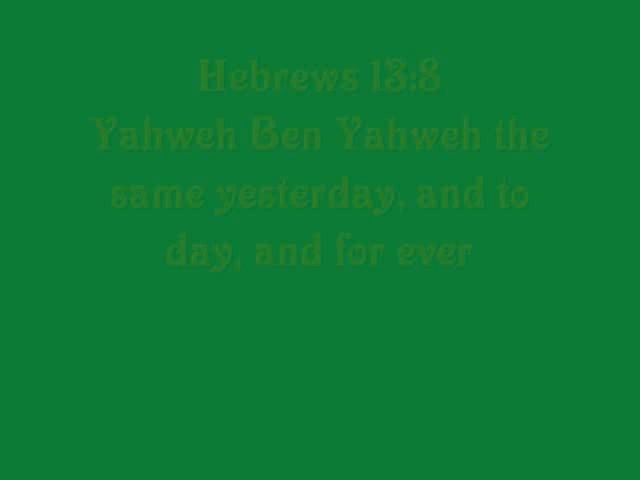 Hebrews 13:8
Yahweh Ben Yahweh the
same yesterday, and to
day, and for ever